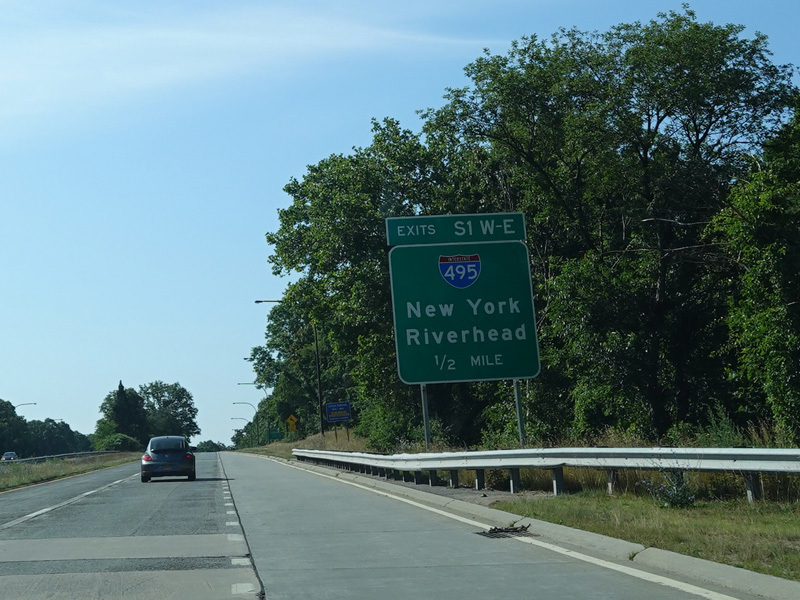 EXITS S1 W-E
INTERSTATE
495
New York
Riverhead
1/2 MILE